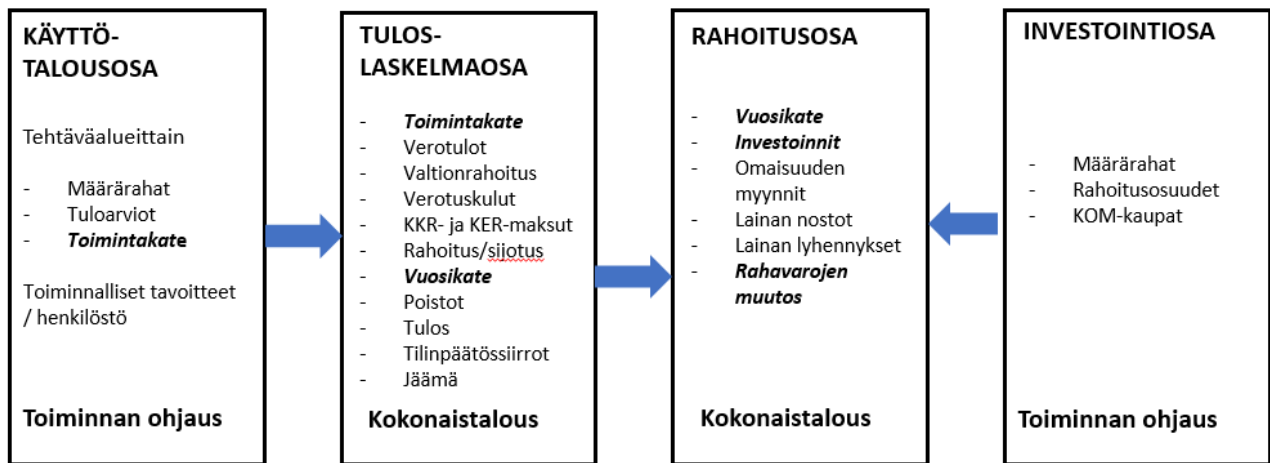 KÄYTTÖ-
TALOUSOSA
Tehtäväalueittain
- Määrärahat
- Tuloarviot
- Toimintakate
Toiminnalliset tavoitteet
/ henkilöstö
Toiminnan ohjaus
TULOS-
LASKELMAOSA
- Toimintakate
- Verotulot
- Valtionrahoitus
- Verotuskulut
- KKR- ja KER-maksut
- Rahoitus/sijotus
- Vuosikate
- Poistot
- Tulos
- Tilinpäätössiirrot
- Jäämä
Kokonaistalous
RAHOITUSOSA
- Vuosikate
- Investoinnit
- Omaisuuden
myynnit
- Lainan nostot
- Lainan lyhennykset
- Rahavarojen
muutos
Kokonaistalous
INVESTOINTIOSA
- Määrärahat
- Rahoitusosuudet
- KOM-kaupat
Toiminnan ohjaus